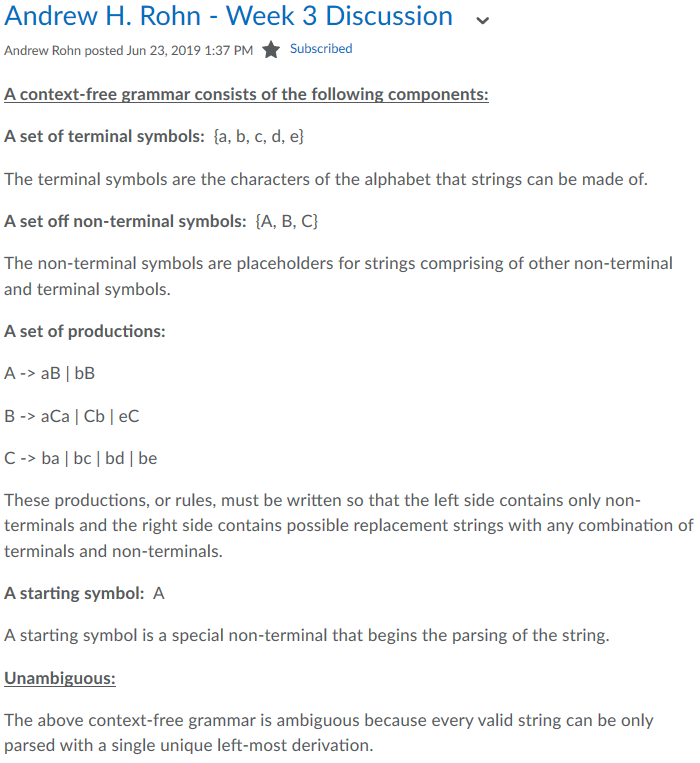 Andrew H. Rohn - Week 3 Discussion
Andrew Rohn posted Jun 23, 2019 1:37 PM ★ Subscribed
A context-free grammar consists of the following components:
A set of terminal symbols:  {a, b, c, d, e}
The terminal symbols are the characters of the alphabet that strings can be made of.
A set off non-terminal symbols:  {A, B, C}
The non-terminal symbols are placeholders for strings comprising of other non-terminal
and terminal symbols.
A set of productions:
A -> aB | bB
B -> aCa | Cb | eC
C -> ba | bc | bd | be
These productions, or rules, must be written so that the left side contains only non-
terminals and the right side contains possible replacement strings with any combination of
terminals and non-terminals.
A starting symbol:  A
A starting symbol is a special non-terminal that begins the parsing of the string.
Unambiguous:
The above context-free grammar is ambiguous because every valid string can be only
parsed with a single unique left-most derivation.